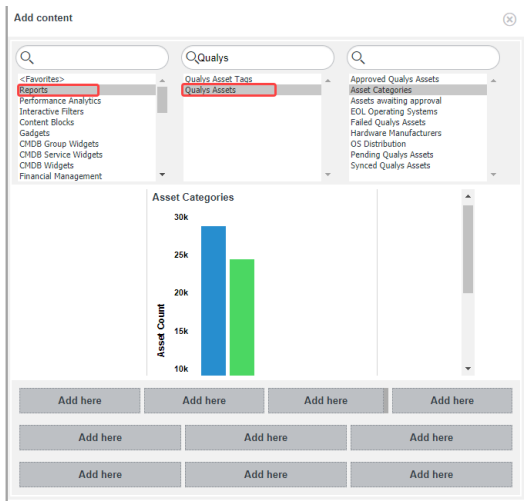 Add content
Qualys
<Favorites>
Reports
Performance Analytics
Interactive Filters
Content Blocks
Gadgets
CMDB Group Widgets
CMDB Service Widgets
CMDB Widgets
Financial Management
Qualys Asset Tags
Qualys Assets
Approved Qualys Assets
Asset Categories
Assets awaiting approval
EOL Operating Systems
Failed Qualys Assets
Hardware Manufacturers
OS Distribution
Pending Qualys Assets
Synced Qualys Assets
Asset Categories
30k
25k
20k
15k
10k
Asset Count
Add here Add here Add here Add here
Add here Add here Add here
Add here Add here Add here